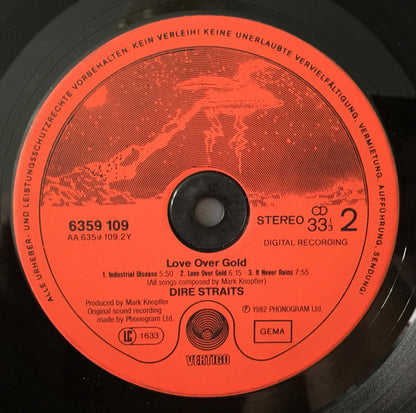 ALLE URHEBER- UND LEISTUNGSSCHUTZRECHTE VORBEHALTEN. KEIN VERLEIH! KEINE UNERLAUBTE VERVIELFÄLTIGUNG, VERMIETUNG, AUFFÜHRUNG, SENDUNG!
6359 109
AA 6359 109.2Y
STEREO 33⅓ 2
DIGITAL RECORDING
Love Over Gold
1. Industrial Disease 5:50 2. Love Over Gold 6:15 3. It Never Rains 7:55
(All songs composed by Mark Knopfler)
DIRE STRAITS
Produced by Mark Knopfler
Original sound recording
made by Phonogram Ltd.
℗ 1982 PHONOGRAM Ltd.
LC 1633
GEMA
VERTIGO